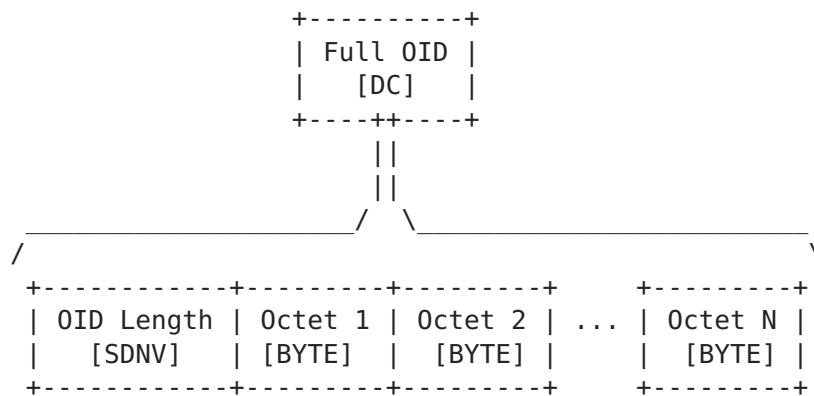 Full OID
[DC]
OID Length | Octet 1 | Octet 2 | ... | Octet N
[SDNV] | [BYTE] | [BYTE] | | [BYTE]